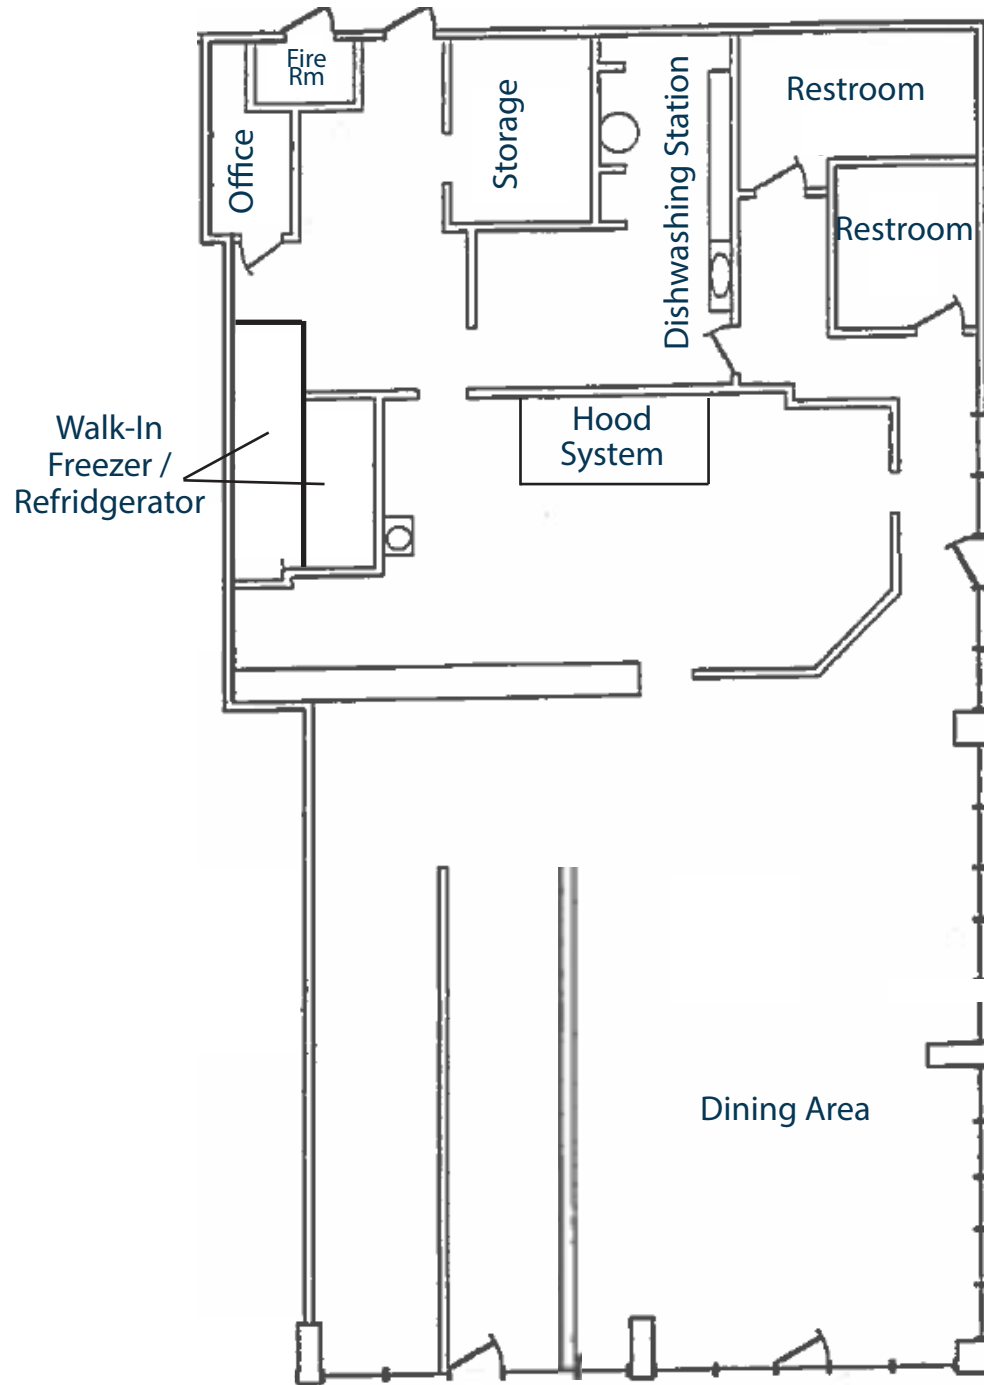 Fire
Rm
Office
Storage
Dishwashing Station
Restroom
Restroom
Walk-In
Freezer /
Refridgerator
Hood
System
Dining Area